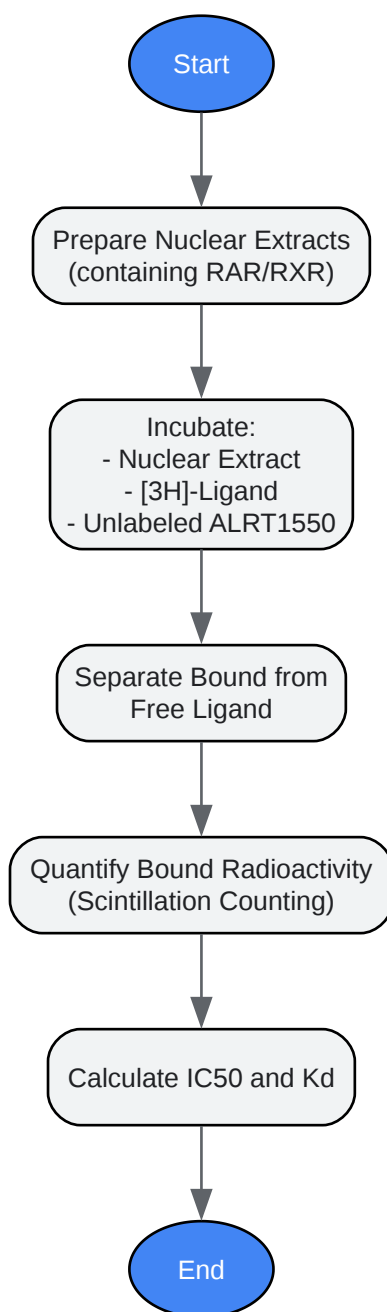 Start
Prepare Nuclear Extracts
(containing RAR/RXR)
Incubate:
- Nuclear Extract
- [3H]-Ligand
- Unlabeled ALRT1550
Separate Bound from
Free Ligand
Quantify Bound Radioactivity
(Scintillation Counting)
Calculate IC50 and Kd
End